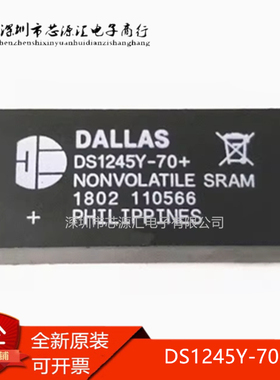 深圳市芯源汇电子商行
DALLAS
DS1245Y-70+
NONVOLATILE SRAM
1802 110566
+ PHILIPPINES
深圳市芯源汇电子有限公司
全新原装
可开票
DS1245Y-70